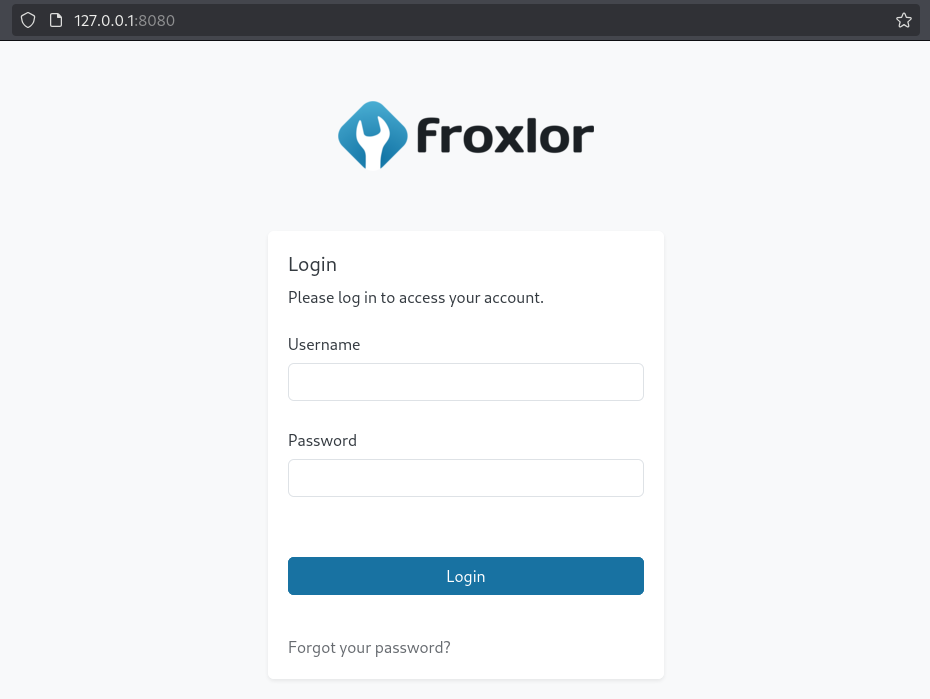 127.0.0.1:8080
froxlor
Login
Please log in to access your account.
Username
Password
Login
Forgot your password?